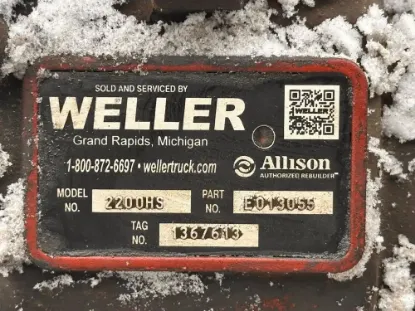 SOLD AND SERVICED BY
WELLER
Grand Rapids, Michigan
1-800-872-6697 • wellertruck.com
Allison
AUTHORIZED REBUILDER
MODEL NO. 2200HS PART NO. E013055
TAG NO. 1367613